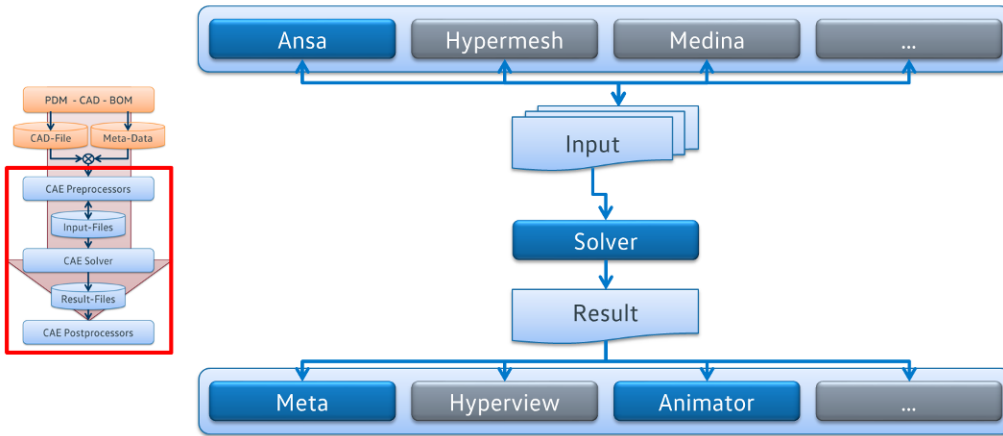 PDM - CAD - BOM
CAD-File
Meta-Data
CAE Preprocessors
Input-Files
CAE Solver
Result-Files
CAE Postprocessors
Ansa
Hypermesh
Medina
...
Input
Solver
Result
Meta
Hyperview
Animator
...